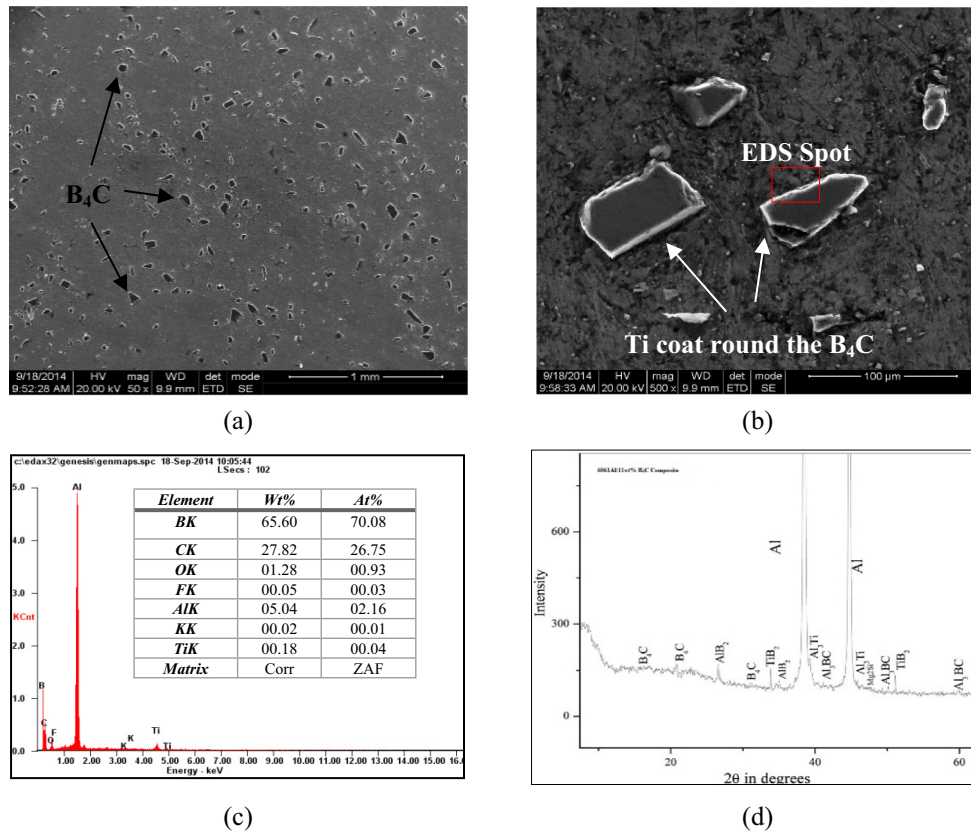 B₄C
9/18/2014 HV mag WD det mode
9:52:28 AM 20.00 kV 50 x 9.9 mm ETD SE
1 mm
(a)
EDS Spot
Ti coat round the B₄C
9/18/2014 HV mag WD det mode
9:58:33 AM 20.00 kV 500 x 9.9 mm ETD SE
100 µm
(b)
c:\edax32\genesis\genmaps.spc 18-Sep-2014 10:05:44
LSecs : 102
5.0
4.0
3.0
KCnt
2.0
1.0
0.0
Al
B
C
O
F
K
K
Ti
Ti
1.00 2.00 3.00 4.00 5.00 6.00 7.00 8.00 9.00 10.00 11.00 12.00 13.00 14.00 15.00 16.0
Energy - keV
Element Wt% At%
BK 65.60 70.08
CK 27.82 26.75
OK 01.28 00.93
FK 00.05 00.03
AlK 05.04 02.16
KK 00.02 00.01
TiK 00.18 00.04
Matrix Corr ZAF
(c)
B₄C Composite
600
300
0
Intensity
B₄C
B₄C
AlB₂
B₄C
TiB₂
AlB₂
Al
Al₃Ti
Al₃BC
Al
Al₃Ti
Mg2Si
Al₃BC
TiB₂
Al₃BC
20 40 60
2θ in degrees
(d)